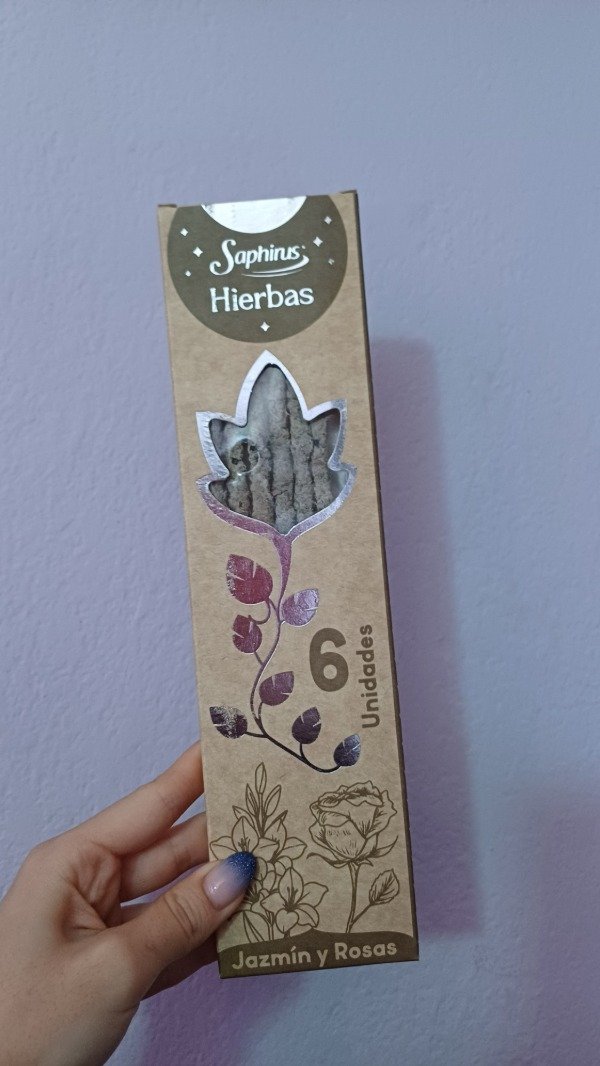 Saphirus
Hierbas
6
Unidades
Jazmín y Rosas